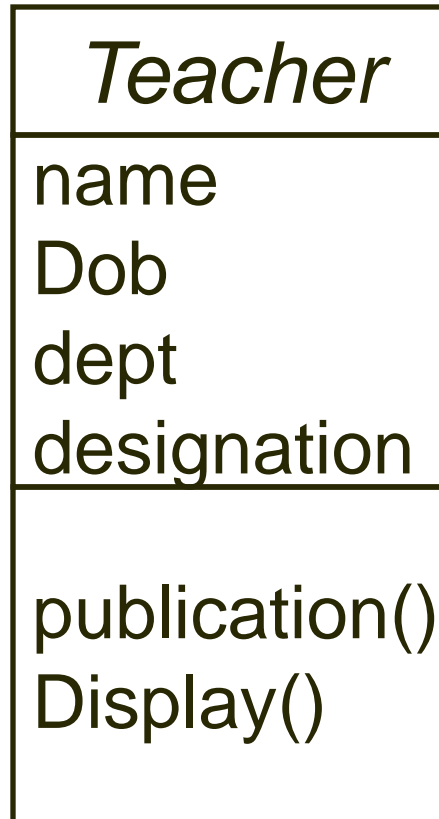 Teacher
name
Dob
dept
designation
publication()
Display()